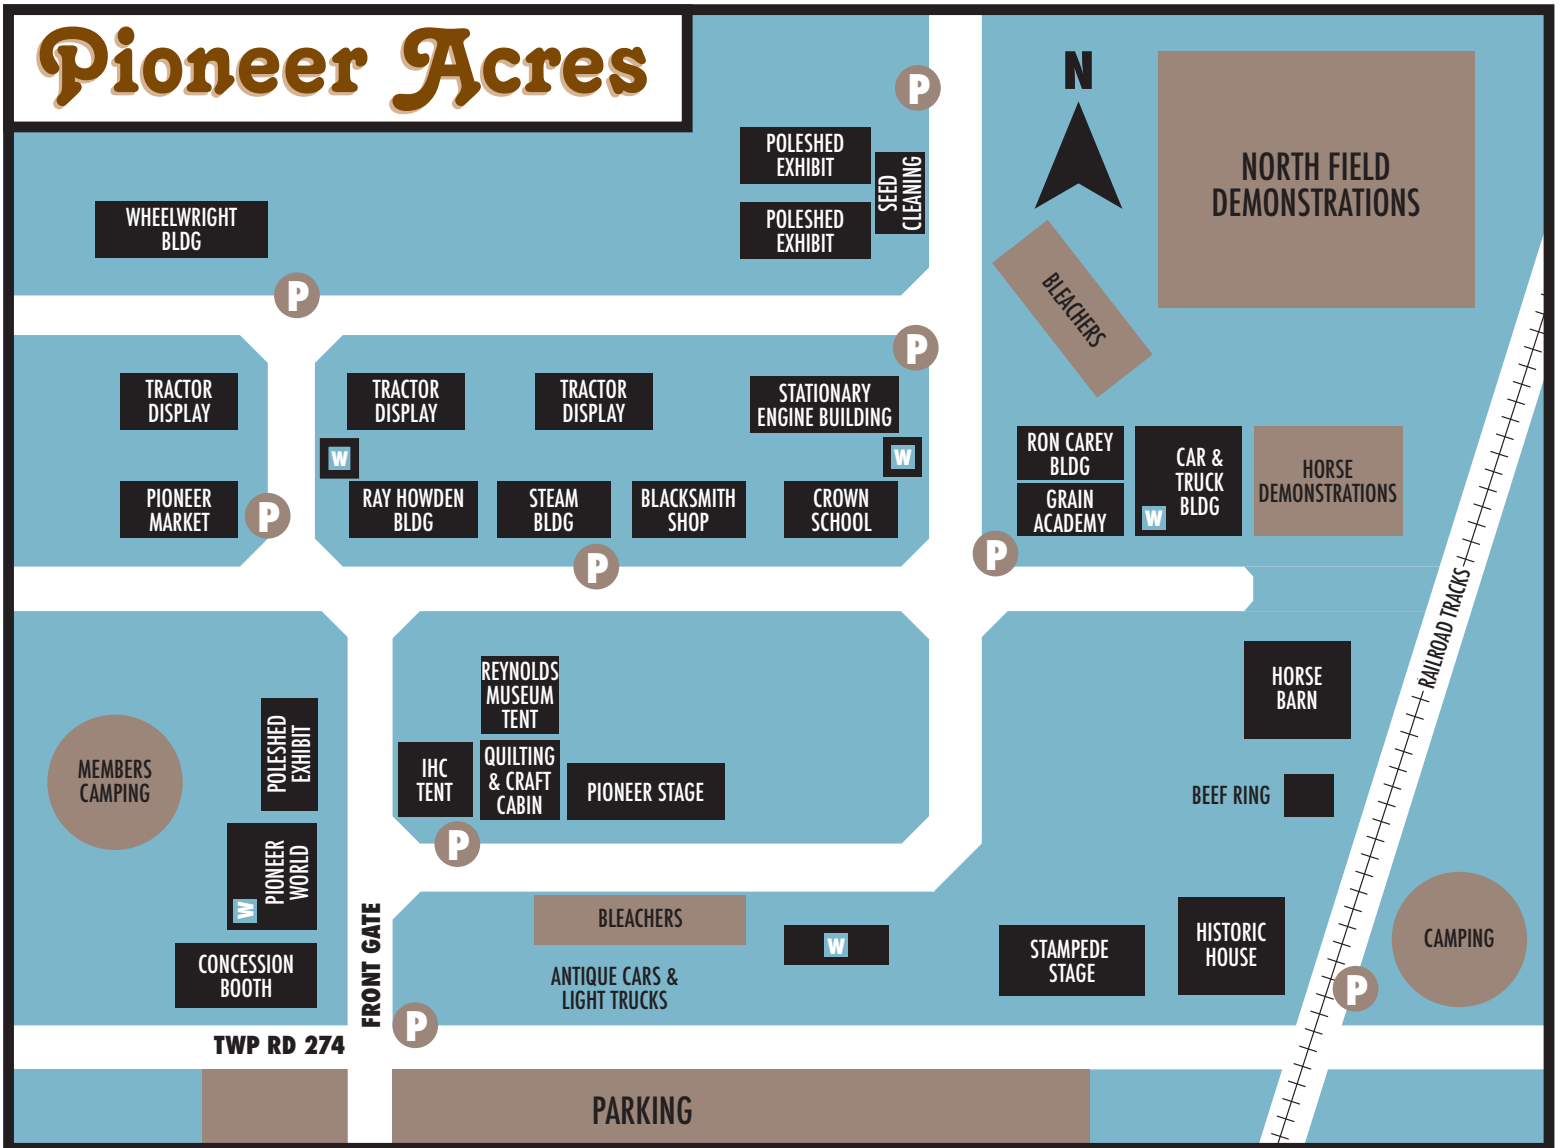 Pioneer Acres
P
N
POLESHED
EXHIBIT
SEED
CLEANING
POLESHED
EXHIBIT
NORTH FIELD
DEMONSTRATIONS
WHEELWRIGHT
BLDG
P
BLEACHERS
P
TRACTOR
DISPLAY
TRACTOR
DISPLAY
TRACTOR
DISPLAY
STATIONARY
ENGINE BUILDING
W
W
RON CAREY
BLDG
GRAIN
ACADEMY
CAR &
TRUCK
BLDG
W
HORSE
DEMONSTRATIONS
PIONEER
MARKET
P
RAY HOWDEN
BLDG
STEAM
BLDG
BLACKSMITH
SHOP
CROWN
SCHOOL
P
P
RAILROAD TRACKS
REYNOLDS
MUSEUM
TENT
HORSE
BARN
MEMBERS
CAMPING
POLESHED
EXHIBIT
IHC
TENT
QUILTING
& CRAFT
CABIN
PIONEER STAGE
BEEF RING
P
PIONEER
WORLD
W
FRONT GATE
BLEACHERS
W
STAMPEDE
STAGE
HISTORIC
HOUSE
CAMPING
CONCESSION
BOOTH
ANTIQUE CARS &
LIGHT TRUCKS
P
P
TWP RD 274
PARKING